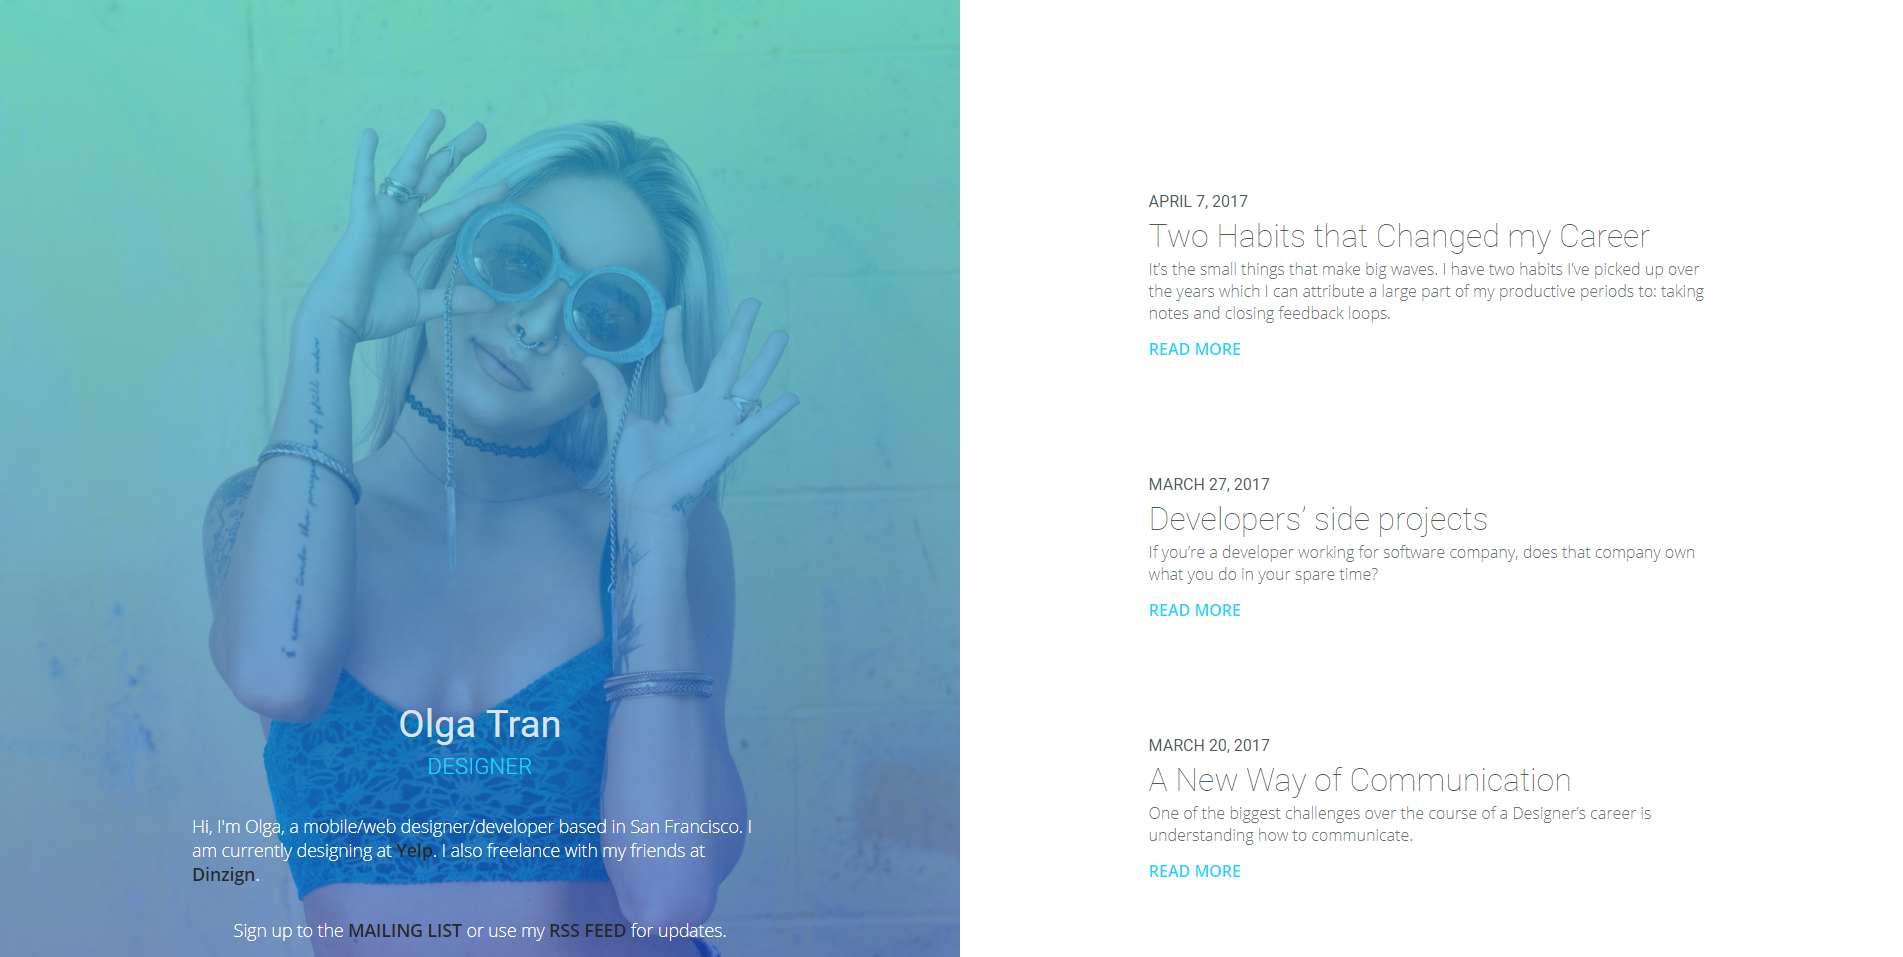 Olga Tran
DESIGNER
Hi, I'm Olga, a mobile/web designer/developer based in San Francisco. I
am currently designing at Yelp. I also freelance with my friends at
Dinzign.
Sign up to the MAILING LIST or use my RSS FEED for updates.
APRIL 7, 2017
Two Habits that Changed my Career
It’s the small things that make big waves. I have two habits I’ve picked up over
the years which I can attribute a large part of my productive periods to: taking
notes and closing feedback loops.
READ MORE
MARCH 27, 2017
Developers’ side projects
If you’re a developer working for software company, does that company own
what you do in your spare time?
READ MORE
MARCH 20, 2017
A New Way of Communication
One of the biggest challenges over the course of a Designer’s career is
understanding how to communicate.
READ MORE